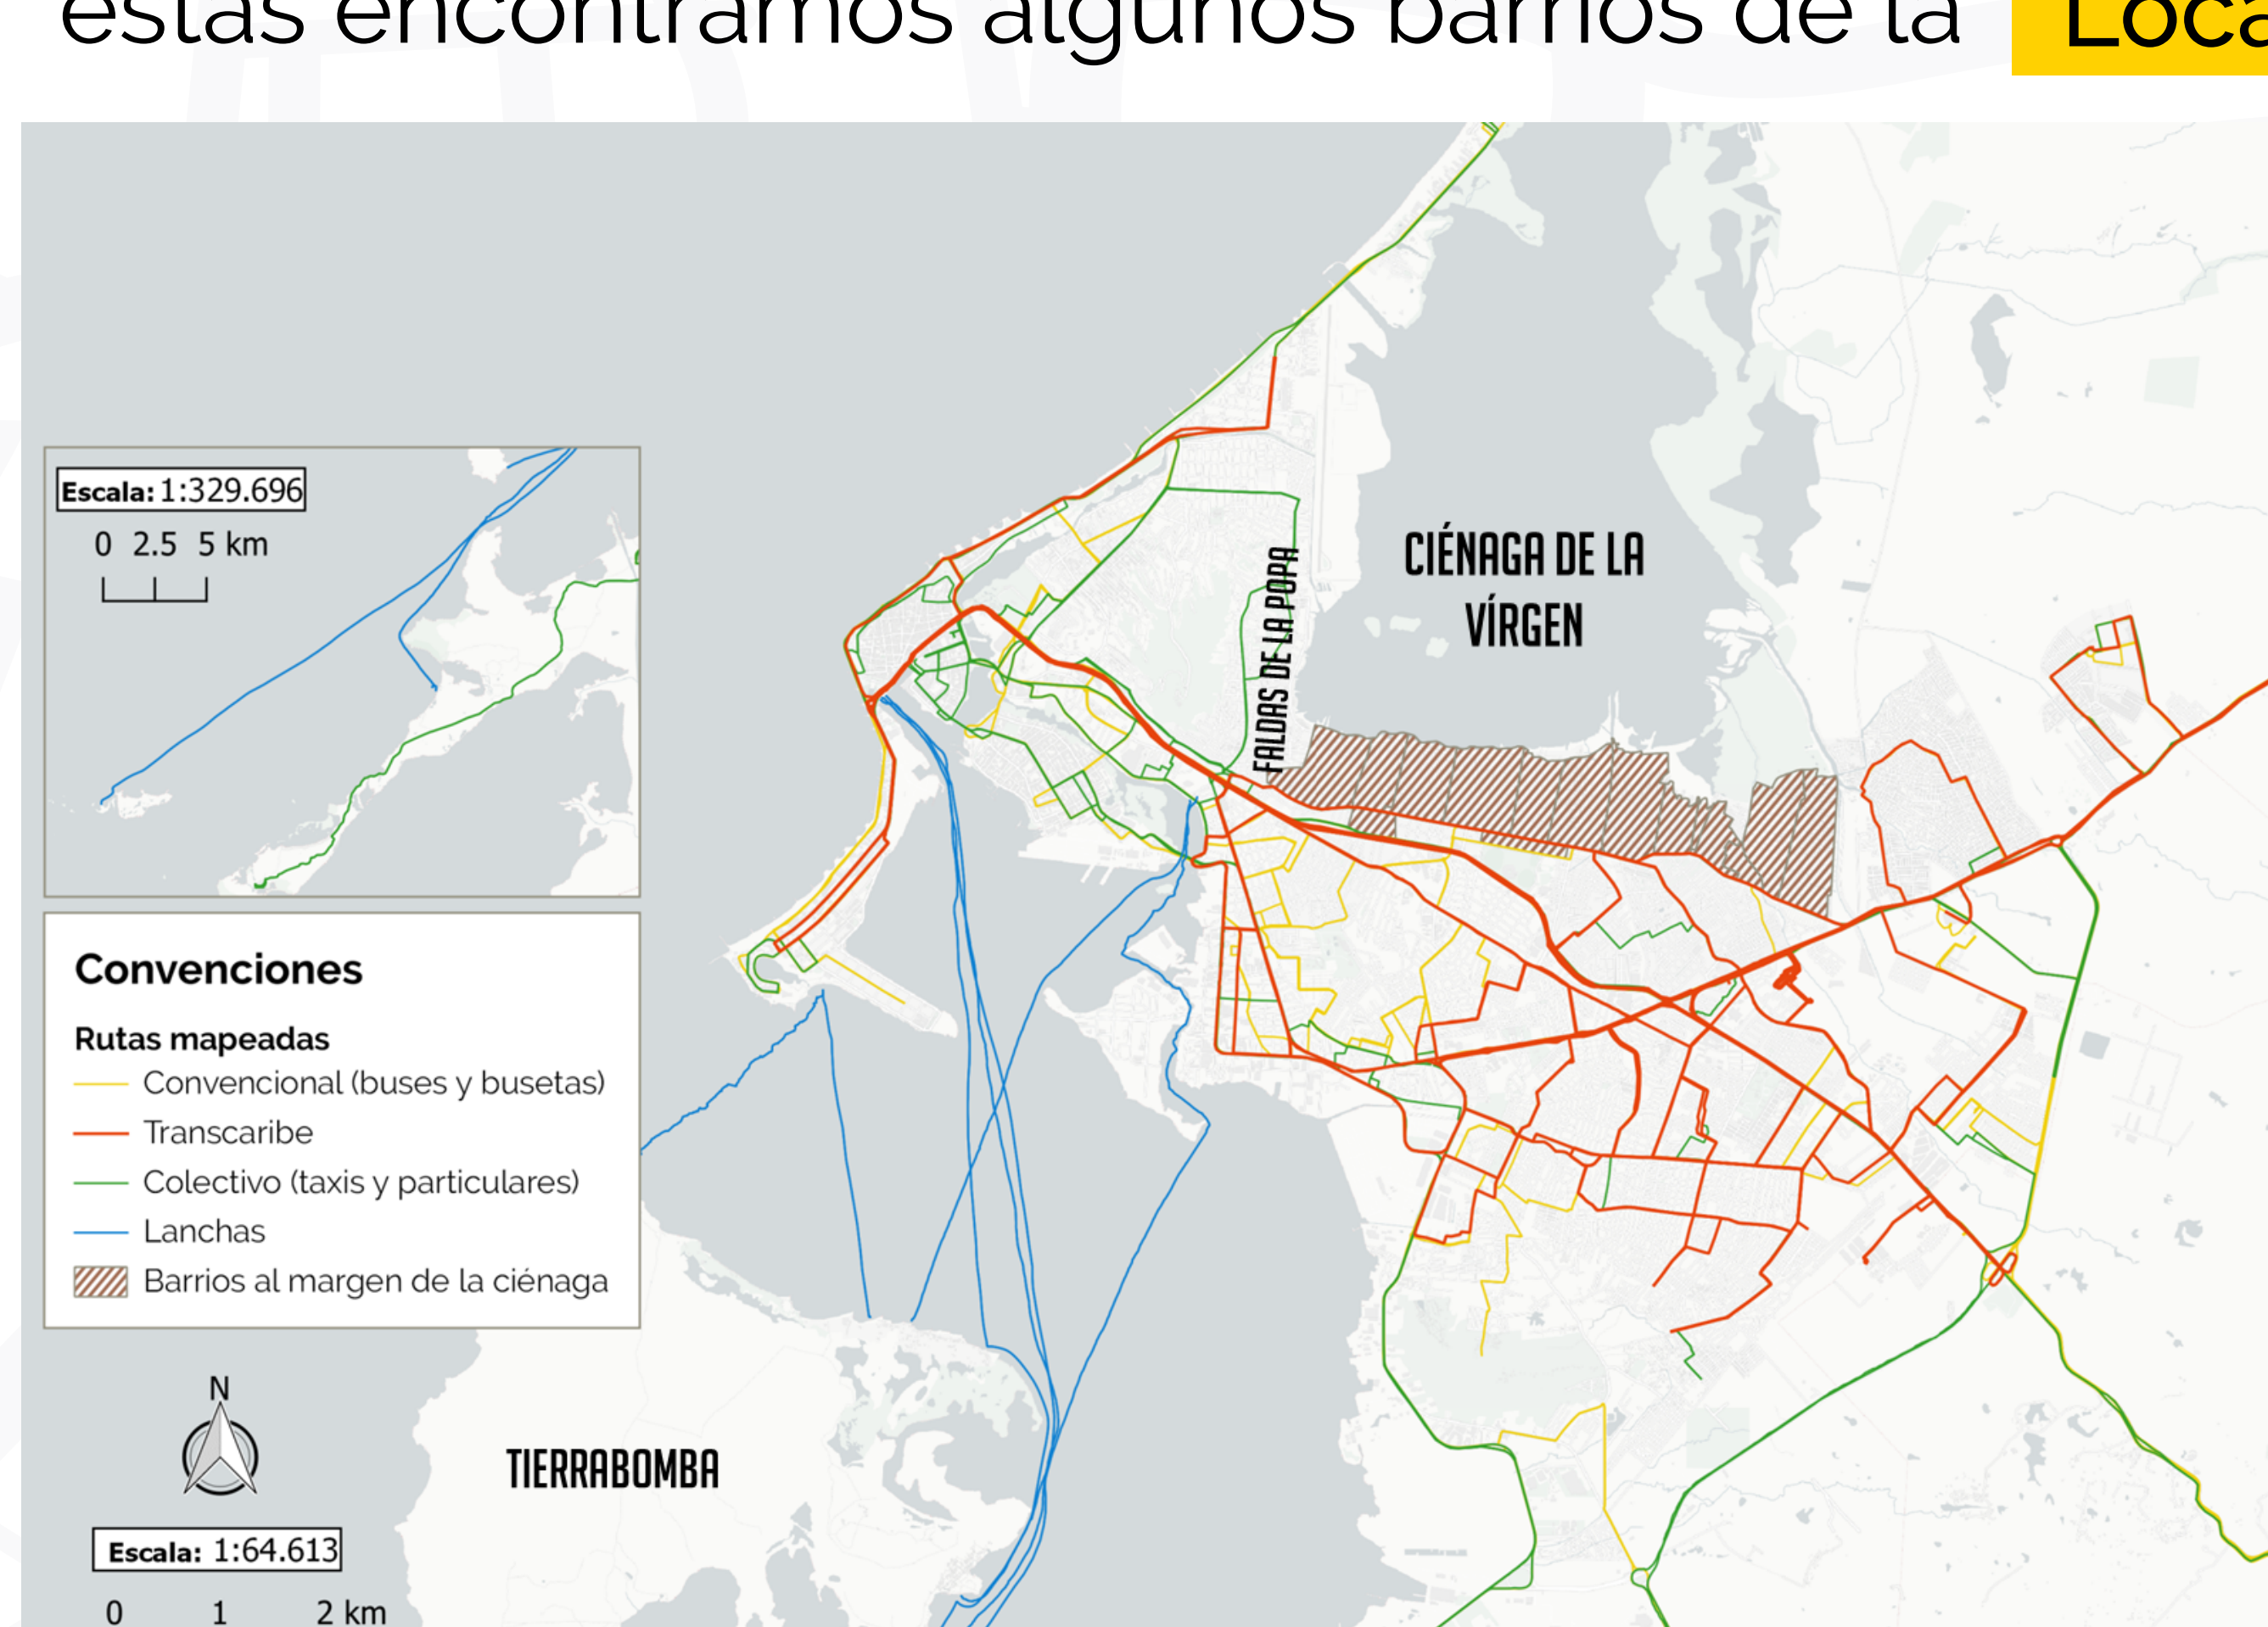 estas encontramos algunos barrios de la Loca
Escala: 1:329.696
0 2.5 5 km
CIÉNAGA DE LA
VÍRGEN
FALDAS DE LA POPA
Convenciones
Rutas mapeadas
Convencional (buses y busetas)
Transcaribe
Colectivo (taxis y particulares)
Lanchas
Barrios al margen de la ciénaga
N
TIERRABOMBA
Escala: 1:64.613
0 1 2 km